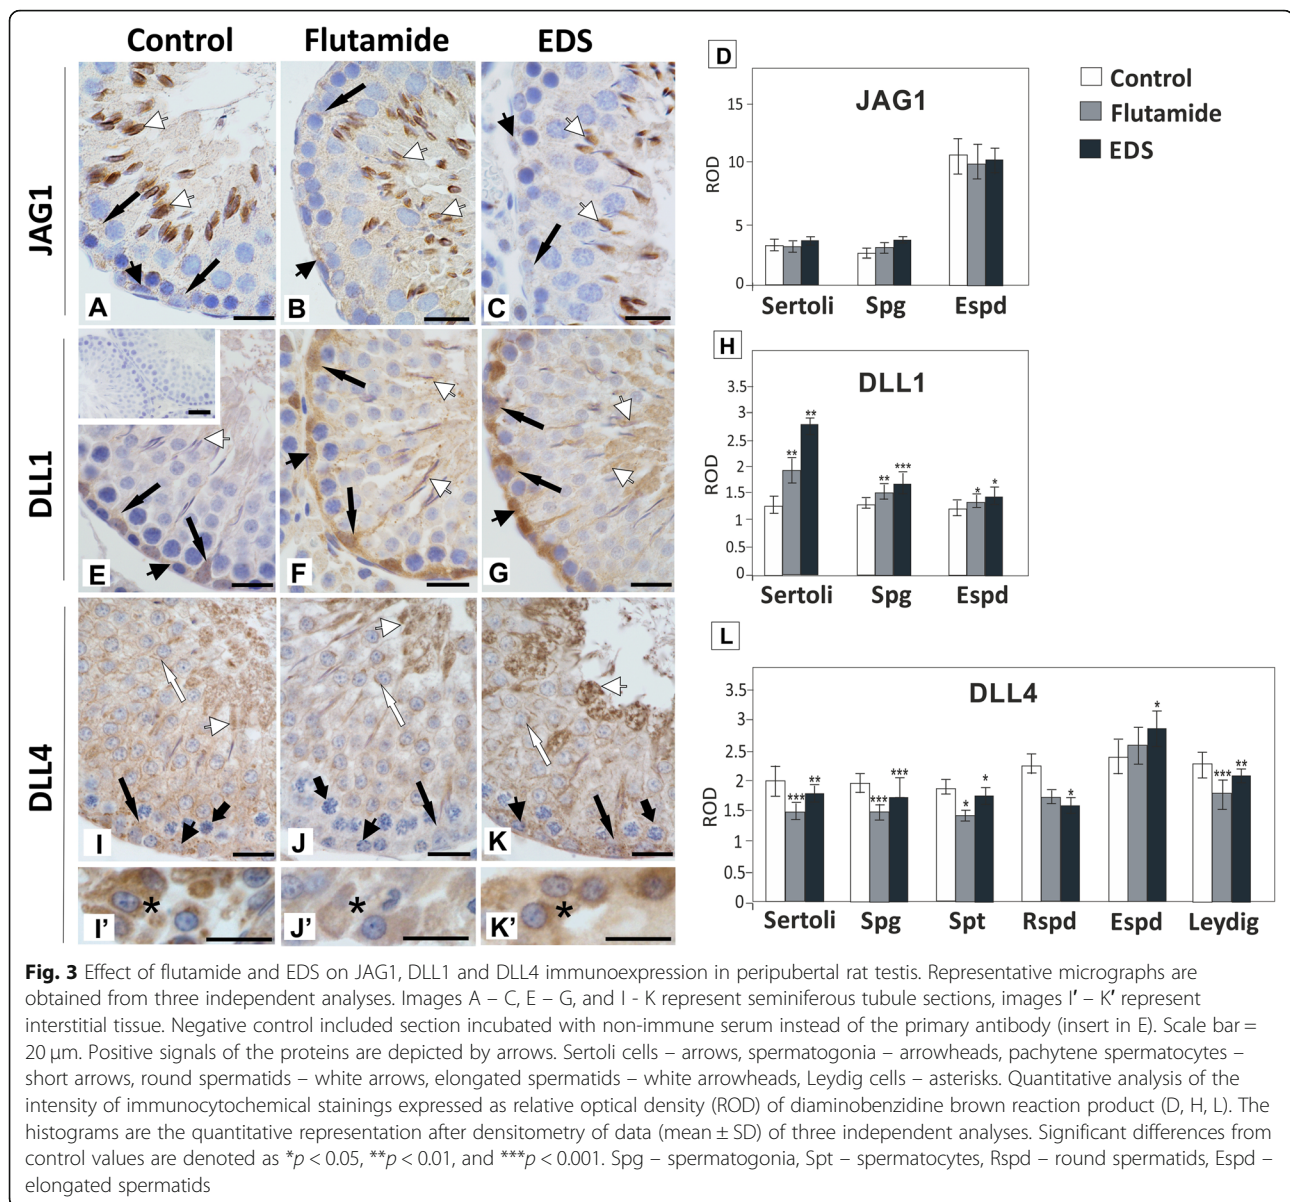 Control Flutamide EDS
JAG1
A
B
C
D
JAG1
ROD
15
10
5
0
Sertoli Spg Espd
Control
Flutamide
EDS
DLL1
E
F
G
H
DLL1
ROD
3.5
3
2.5
2
1.5
1
0.5
0
** **
** ***
* *
Sertoli Spg Espd
DLL4
I
J
K
I'
*
J'
*
K'
*
L
DLL4
ROD
3.5
3
2.5
2
1.5
1
0.5
0
*** **
*** ***
* *
*
*
*** **
Sertoli Spg Spt Rspd Espd Leydig
Fig. 3 Effect of flutamide and EDS on JAG1, DLL1 and DLL4 immunoexpression in peripubertal rat testis. Representative micrographs are
obtained from three independent analyses. Images A – C, E – G, and I - K represent seminiferous tubule sections, images I′ – K′ represent
interstitial tissue. Negative control included section incubated with non-immune serum instead of the primary antibody (insert in E). Scale bar =
20 μm. Positive signals of the proteins are depicted by arrows. Sertoli cells – arrows, spermatogonia – arrowheads, pachytene spermatocytes –
short arrows, round spermatids – white arrows, elongated spermatids – white arrowheads, Leydig cells – asterisks. Quantitative analysis of the
intensity of immunocytochemical stainings expressed as relative optical density (ROD) of diaminobenzidine brown reaction product (D, H, L). The
histograms are the quantitative representation after densitometry of data (mean ± SD) of three independent analyses. Significant differences from
control values are denoted as *p < 0.05, **p < 0.01, and ***p < 0.001. Spg – spermatogonia, Spt – spermatocytes, Rspd – round spermatids, Espd –
elongated spermatids